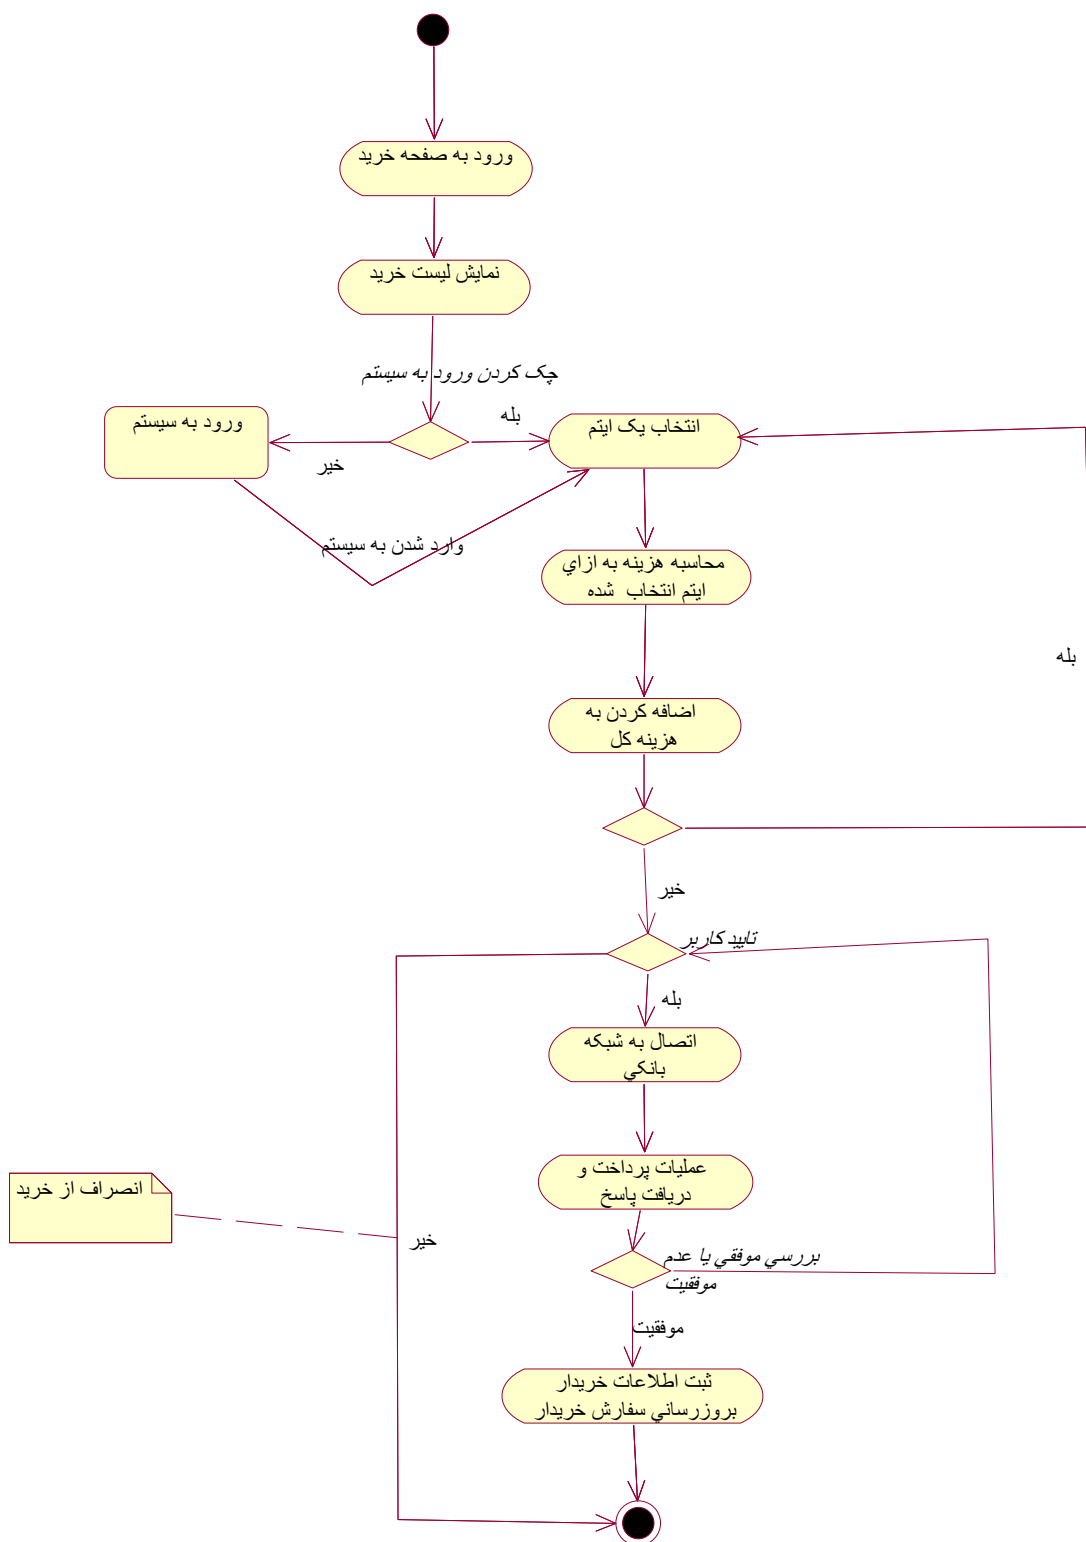 ورود به صفحه خرید
نمایش لیست خرید
چک کردن ورود به سیستم
بله
ورود به سیستم
انتخاب یک ایتم
خیر
وارد شدن به سیستم
محاسبه هزینه به ازاي
ایتم انتخاب شده
بله
اضافه کردن به
هزینه کل
خیر
تایید کاربر
بله
اتصال به شبکه
بانکي
عملیات پرداخت و
دریافت پاسخ
انصراف از خرید
خیر
بررسي موفقي یا عدم
موفقیت
موفقیت
ثبت اطلاعات خریدار
بروزرساني سفارش خریدار